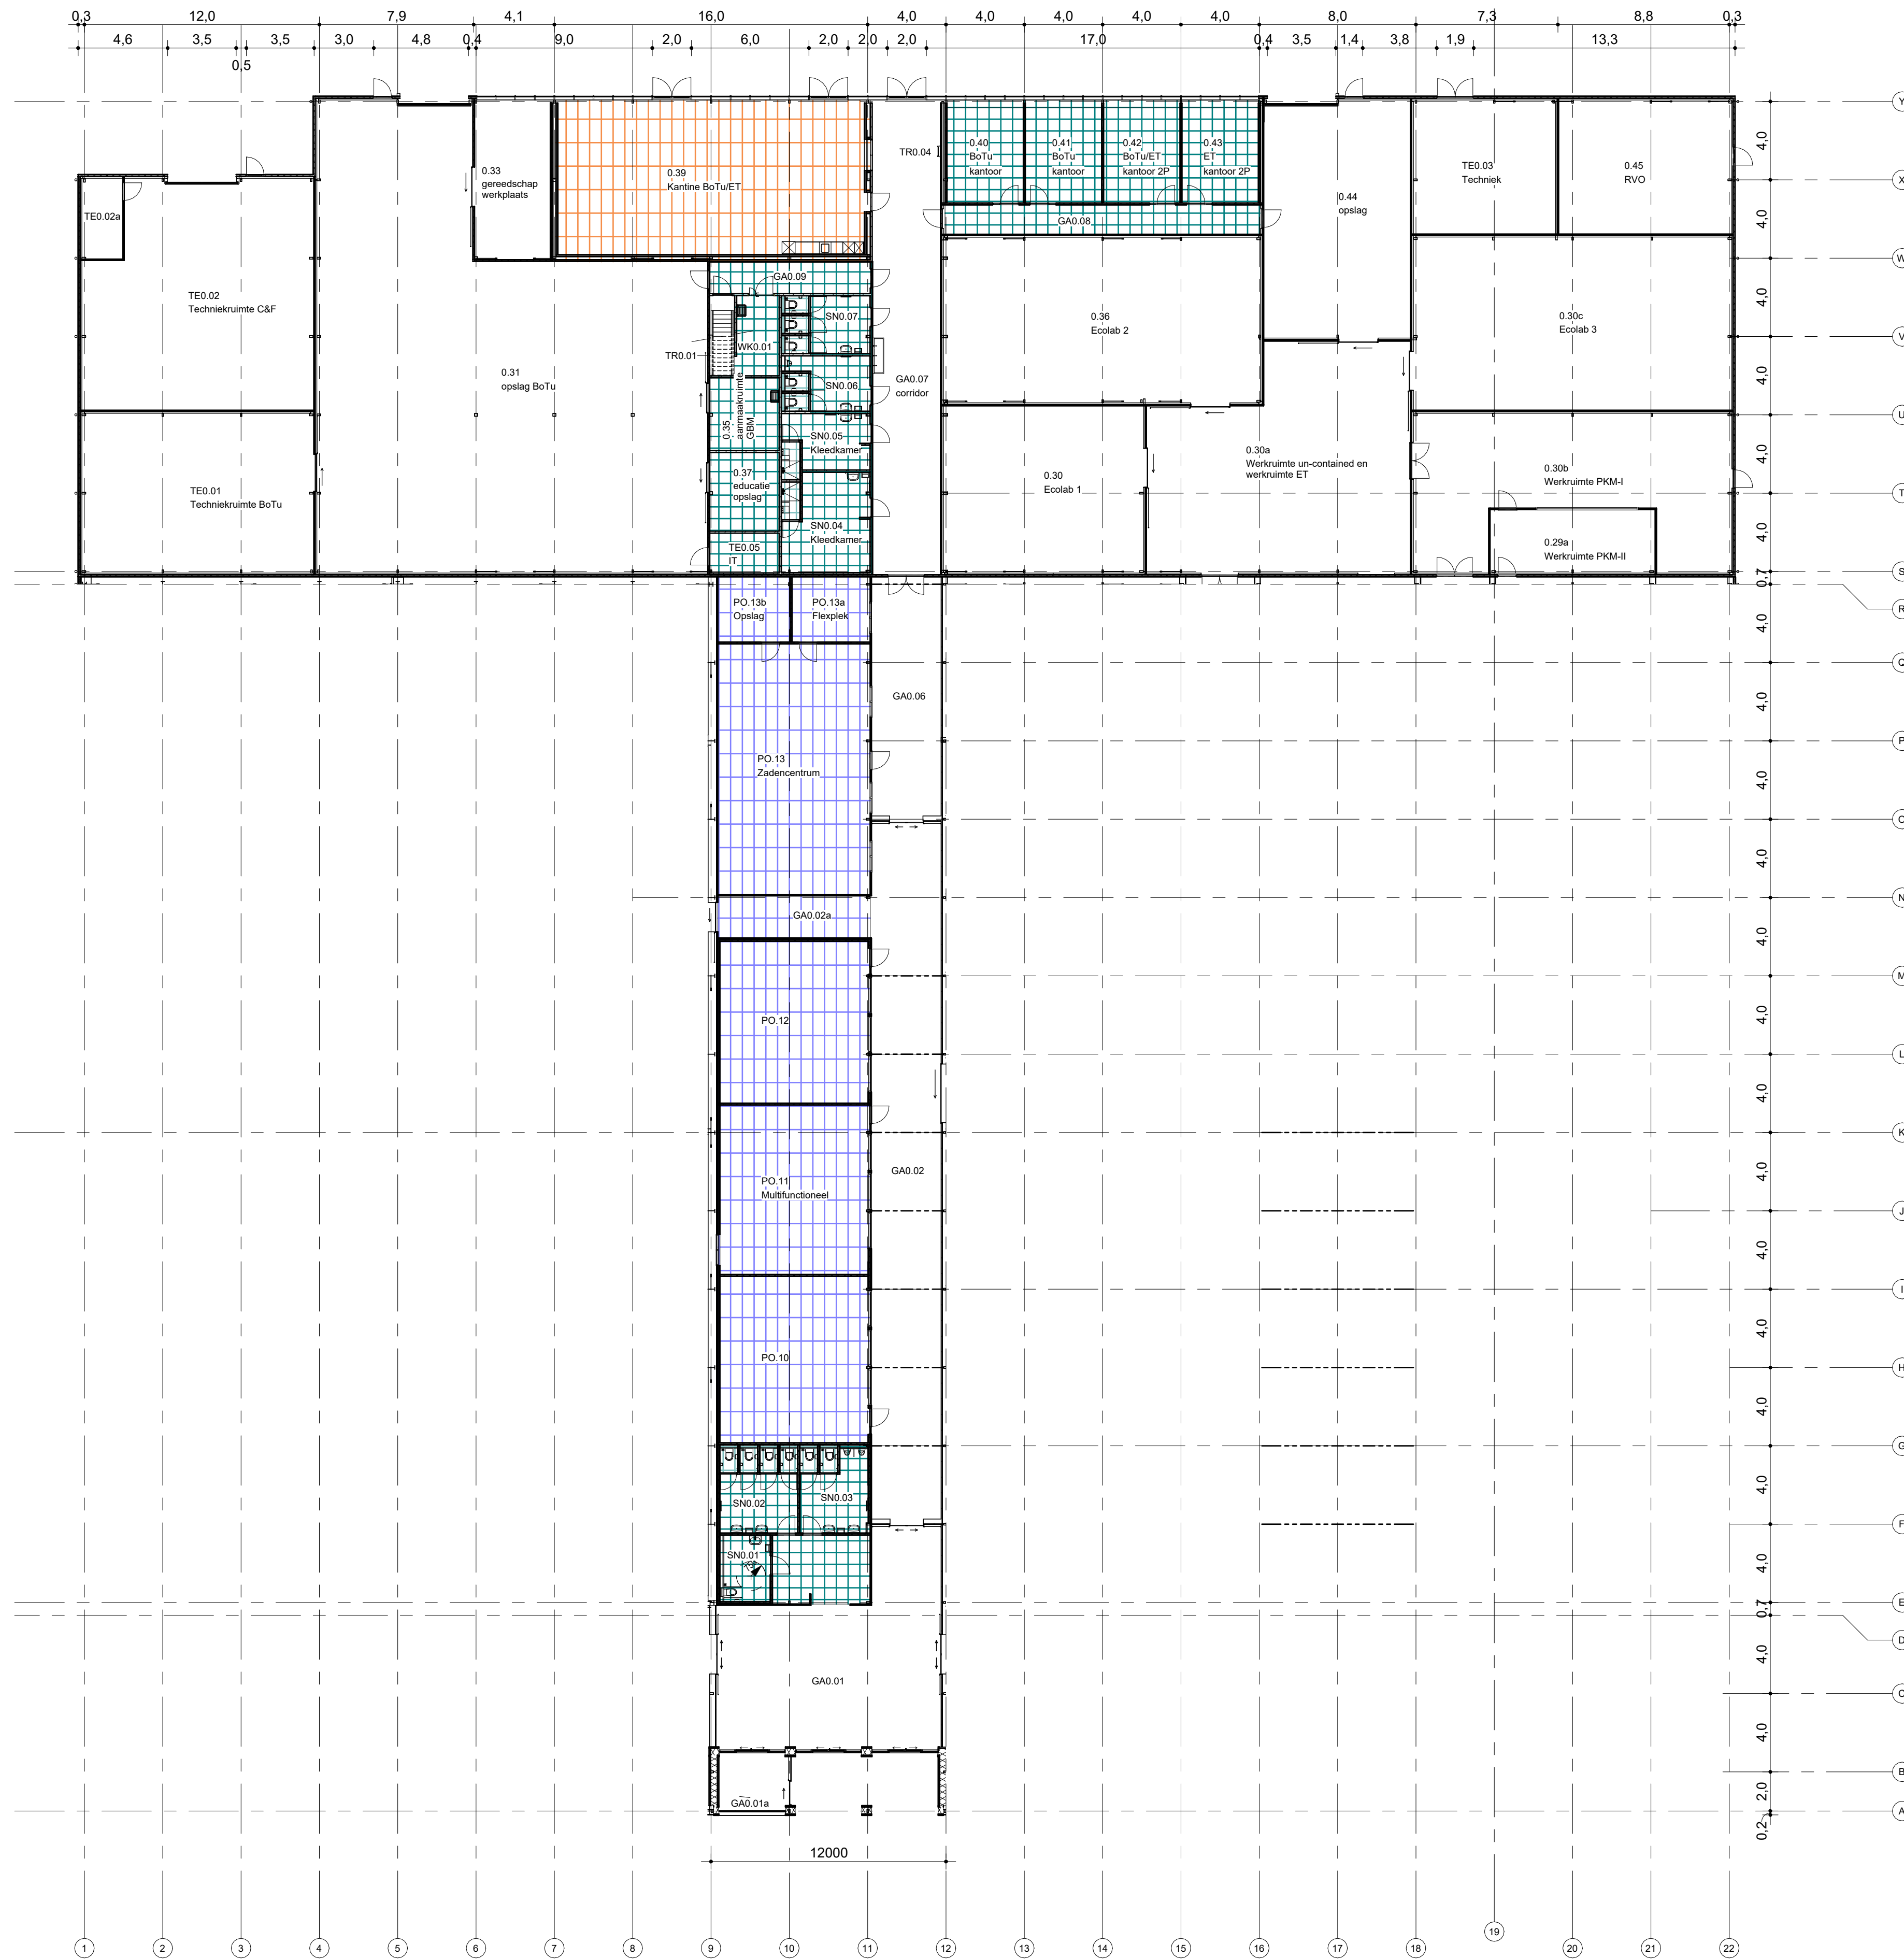 0,3 12,0 7,9 4,1 16,0 4,0 4,0 4,0 4,0 4,0 8,0 7,3 8,8 0,3
4,6 3,5 3,5 3,0 4,8 0,4 9,0 2,0 6,0 2,0 2,0 2,0 17,0 0,4 3,5 1,4 3,8 1,9 13,3
0,5
Y
4,0
X
4,0
W
4,0
V
4,0
U
4,0
T
4,0
S
0,7
R
4,0
Q
4,0
P
4,0
O
4,0
N
4,0
M
4,0
L
4,0
K
4,0
J
4,0
I
4,0
H
4,0
G
4,0
F
4,0
E
0,7
D
4,0
C
4,0
B
2,0
A
0,2
TE0.02a
TE0.02
Techniekruimte C&F
TE0.01
Techniekruimte BoTu
0.31
opslag BoTu
0.33
gereedschap
werkplaats
0.39
Kantine BoTu/ET
TR0.04
0.40
BoTu
kantoor
0.41
BoTu
kantoor
0.42
BoTu/ET
kantoor 2P
0.43
ET
kantoor 2P
GA0.08
0.44
opslag
TE0.03
Techniek
0.45
RVO
GA0.09
SN0.07
WK0.01
TR0.01
SN0.06
0.35
aanmaakruimte
GBM
SN0.05
Kleedkamer
0.37
educatie
opslag
SN0.04
Kleedkamer
TE0.05
IT
GA0.07
corridor
0.36
Ecolab 2
0.30c
Ecolab 3
0.30
Ecolab 1
0.30a
Werkruimte un-contained en
werkruimte ET
0.30b
Werkruimte PKM-I
0.29a
Werkruimte PKM-II
PO.13b
Opslag
PO.13a
Flexplek
GA0.06
PO.13
Zadencentrum
GA0.02a
PO.12
GA0.02
PO.11
Multifunctioneel
PO.10
SN0.02
SN0.03
SN0.01
GA0.01
GA0.01a
12000
1 2 3 4 5 6 7 8 9 10 11 12 13 14 15 16 17 18 19 20 21 22